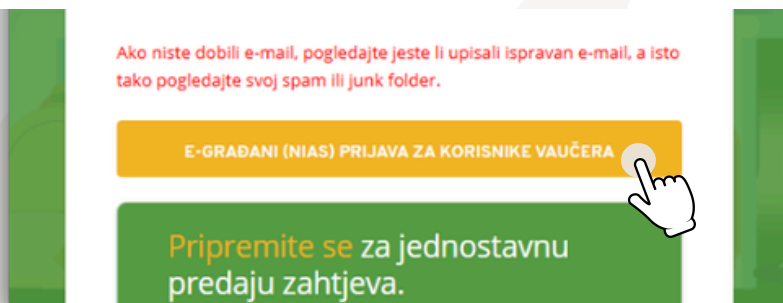 Ako niste dobili e-mail, pogledajte jeste li upisali ispravan e-mail, a isto
tako pogledajte svoj spam ili junk folder.
E-GRAĐANI (NIAS) PRIJAVA ZA KORISNIKE VAUČERA
Pripremite se za jednostavnu
predaju zahtjeva.